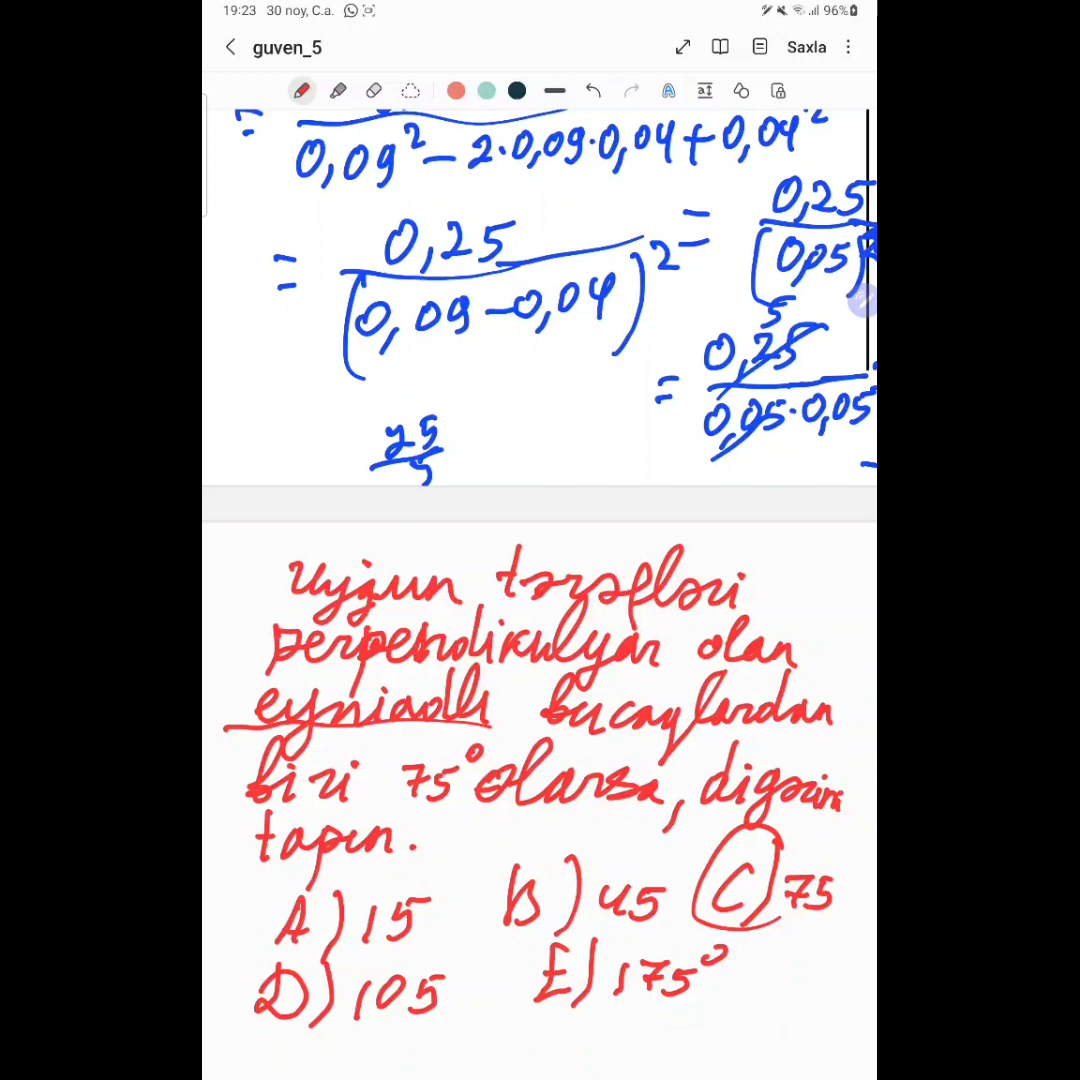 19:23 30 noy, C.a. 96%
guven_5 Saxla
=
0,09² − 2·0,09·0,04 + 0,04²
= 0,25 / (0,09 − 0,04)² = 0,25 / (0,05)
5
= 0,25 / 0,05·0,05
25
Uyğun tərəfləri
perpendikulyar olan
eyniadlı bucaqlardan
biri 75° olarsa, digərini
tapın.
A) 15 B) 45 C) 75
D) 105 E) 175°